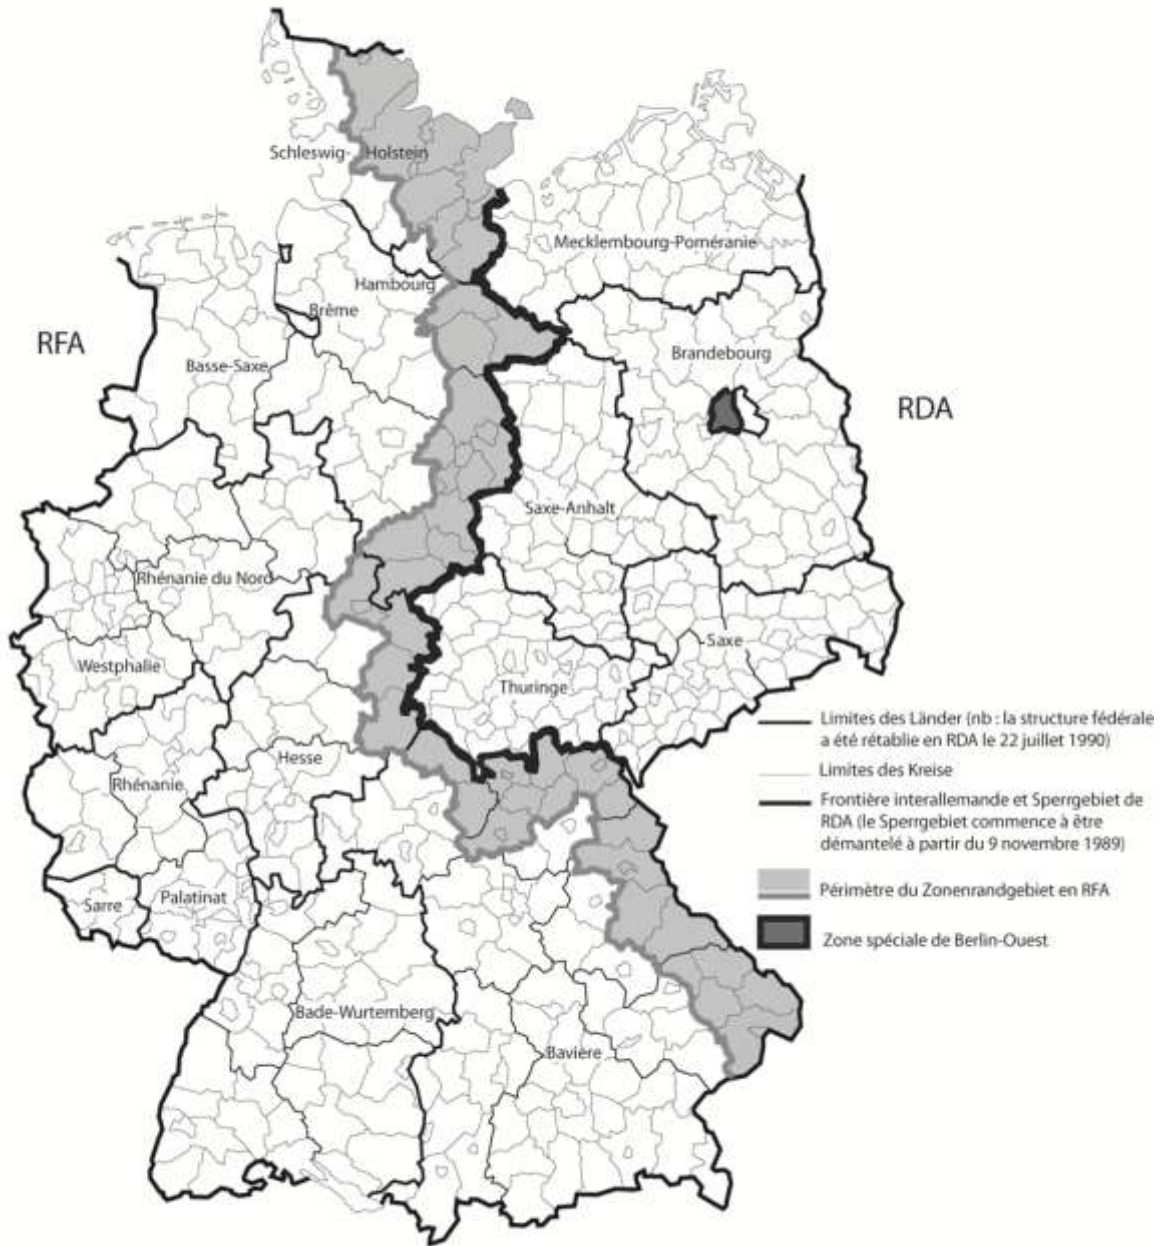 Schleswig-
Holstein
Mecklembourg-Poméranie
Hambourg
Brême
RFA
Basse-Saxe
Brandebourg
RDA
Saxe-Anhalt
Rhénanie du Nord
Westphalie
Saxe
Thuringe
Hesse
Rhénanie
Sarre
Palatinat
Bade-Wurtemberg
Bavière
Limites des Länder (nb : la structure fédérale
a été rétablie en RDA le 22 juillet 1990)
Limites des Kreise
Frontière interallemande et Sperrgebiet de
RDA (le Sperrgebiet commence à être
démantelé à partir du 9 novembre 1989)
Périmètre du Zonenrandgebiet en RFA
Zone spéciale de Berlin-Ouest